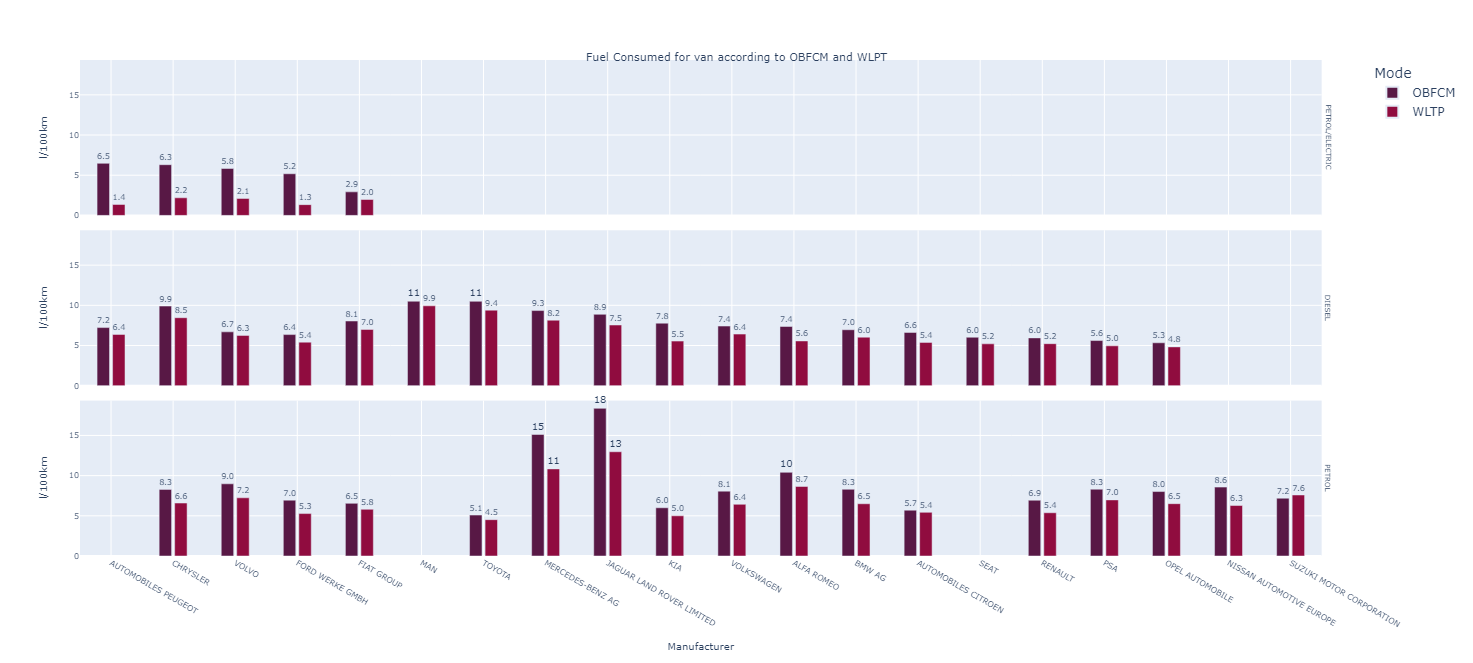 Fuel Consumed for van according to OBFCM and WLPT
Mode
OBFCM
WLTP
l/100km
15
10
5
0
6.5
1.4
6.3
2.2
5.8
2.1
5.2
1.3
2.9
2.0
PETROL/ELECTRIC
l/100km
15
10
5
0
7.2
6.4
9.9
8.5
6.7
6.3
6.4
5.4
8.1
7.0
11
9.9
11
9.4
9.3
8.2
8.9
7.5
7.8
5.5
7.4
6.4
7.4
5.6
7.0
6.0
6.6
5.4
6.0
5.2
6.0
5.2
5.6
5.0
5.3
4.8
DIESEL
l/100km
15
10
5
0
8.3
6.6
9.0
7.2
7.0
5.3
6.5
5.8
5.1
4.5
15
11
18
13
6.0
5.0
8.1
6.4
10
8.7
8.3
6.5
5.7
5.4
6.9
5.4
8.3
7.0
8.0
6.5
8.6
6.3
7.2
7.6
PETROL
AUTOMOBILES PEUGEOT
CHRYSLER
VOLVO
FORD WERKE GMBH
FIAT GROUP
MAN
TOYOTA
MERCEDES-BENZ AG
JAGUAR LAND ROVER LIMITED
KIA
VOLKSWAGEN
ALFA ROMEO
BMW AG
AUTOMOBILES CITROEN
SEAT
RENAULT
PSA
OPEL AUTOMOBILE
NISSAN AUTOMOTIVE EUROPE
SUZUKI MOTOR CORPORATION
Manufacturer